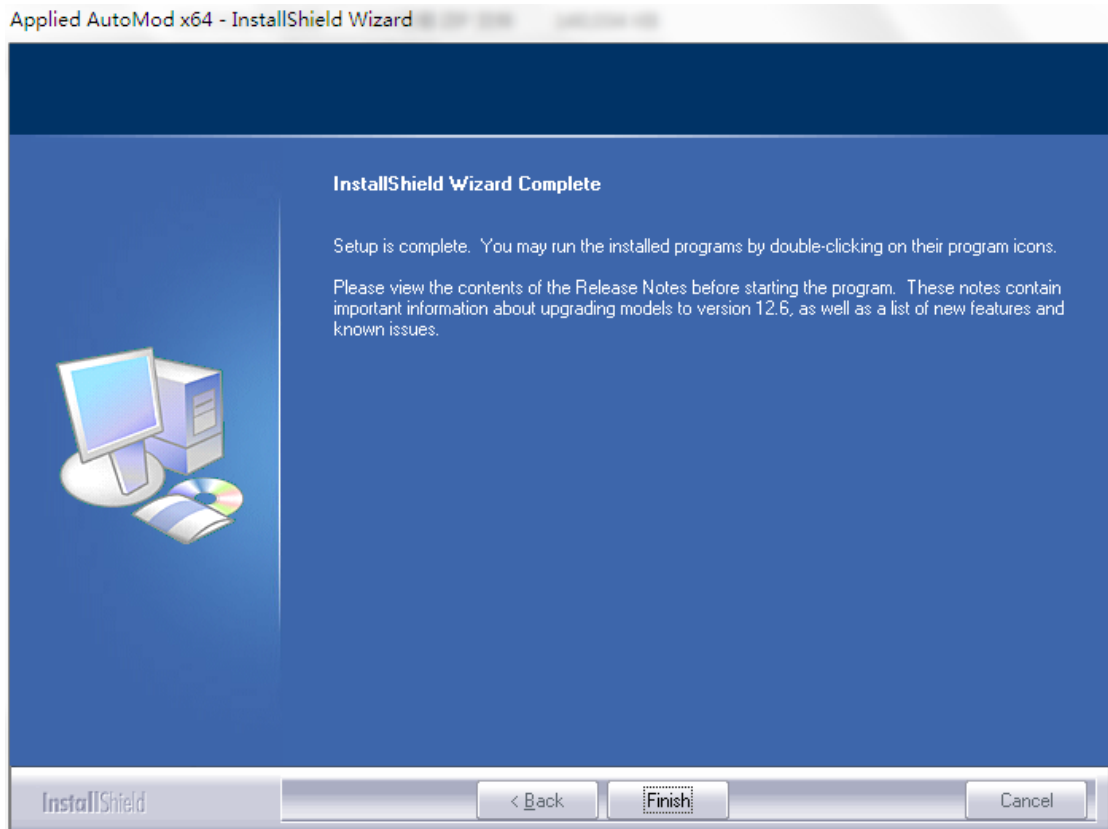 Applied AutoMod x64 - InstallShield Wizard
InstallShield Wizard Complete
Setup is complete. You may run the installed programs by double-clicking on their program icons.
Please view the contents of the Release Notes before starting the program. These notes contain
important information about upgrading models to version 12.6, as well as a list of new features and
known issues.
InstallShield
< Back
Finish
Cancel